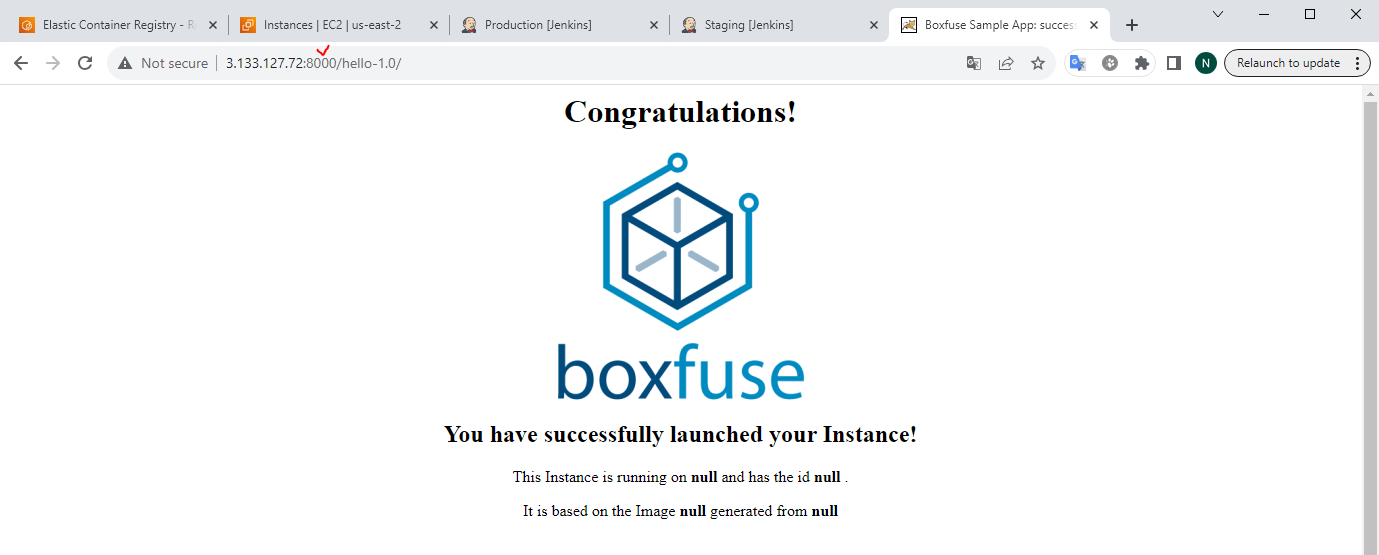 Elastic Container Registry - R
Instances | EC2 | us-east-2
Production [Jenkins]
Staging [Jenkins]
Boxfuse Sample App: success
Not secure
3.133.127.72:8000/hello-1.0/
N
Relaunch to update
Congratulations!
boxfuse
You have successfully launched your Instance!
This Instance is running on null and has the id null .
It is based on the Image null generated from null